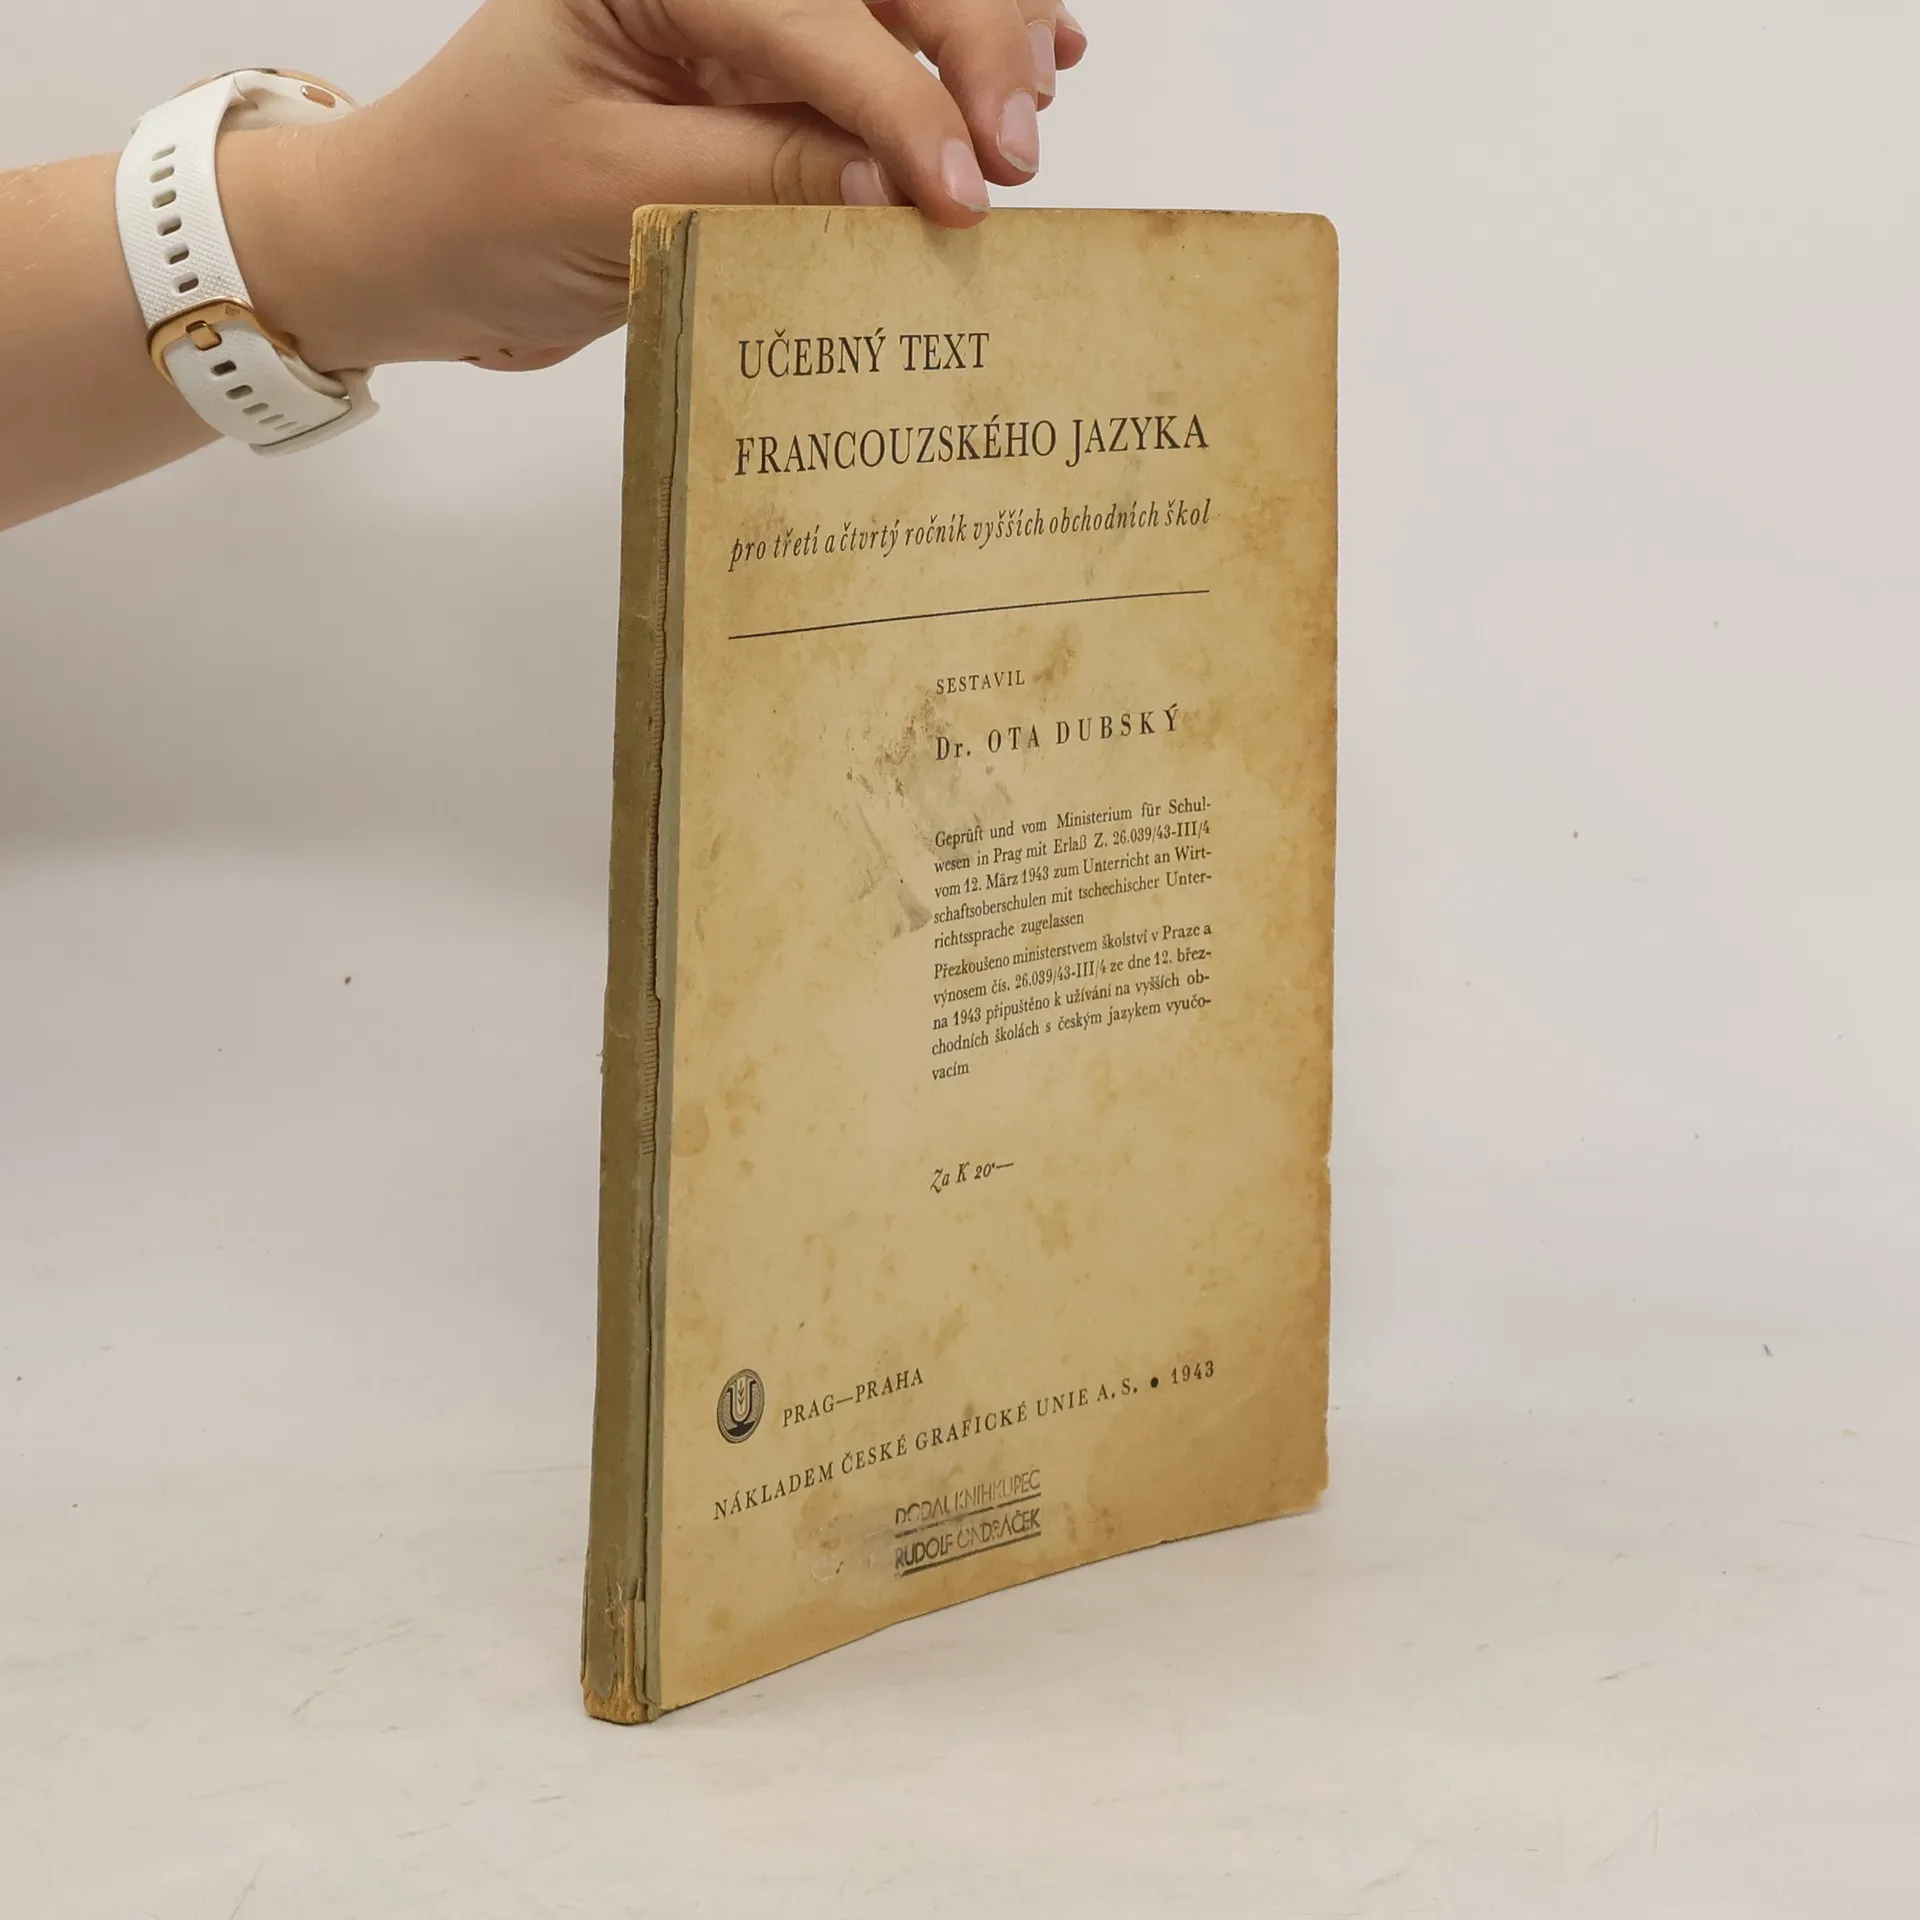 UČEBNÝ TEXT
FRANCOUZSKÉHO JAZYKA
pro třetí a čtvrtý ročník vyšších obchodních škol
SESTAVIL
Dr. OTA DUBSKÝ
Geprüft und vom Ministerium für Schul-
wesen in Prag mit Erlaß Z. 26.039/43-III/4
vom 12. März 1943 zum Unterricht an Wirt-
schaftsoberschulen mit tschechischer Unter-
richtssprache zugelassen
Přezkoušeno ministerstvem školství v Praze a
výnosem čís. 26.039/43-III/4 ze dne 12. břez-
na 1943 připuštěno k užívání na vyšších ob-
chodních školách s českým jazykem vyučo-
vacím
Za K 20·—
PRAG—PRAHA
NÁKLADEM ČESKÉ GRAFICKÉ UNIE A. S. • 1943
DODAL KNIHKUPEC
RUDOLF ONDRÁČEK